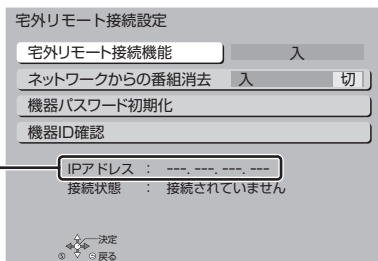 宅外リモート接続設定
宅外リモート接続機能 入
ネットワークからの番組消去 入 切
機器パスワード初期化
機器ID確認
IPアドレス : ---. ---. ---. ---
接続状態 : 接続されていません
決定
戻る